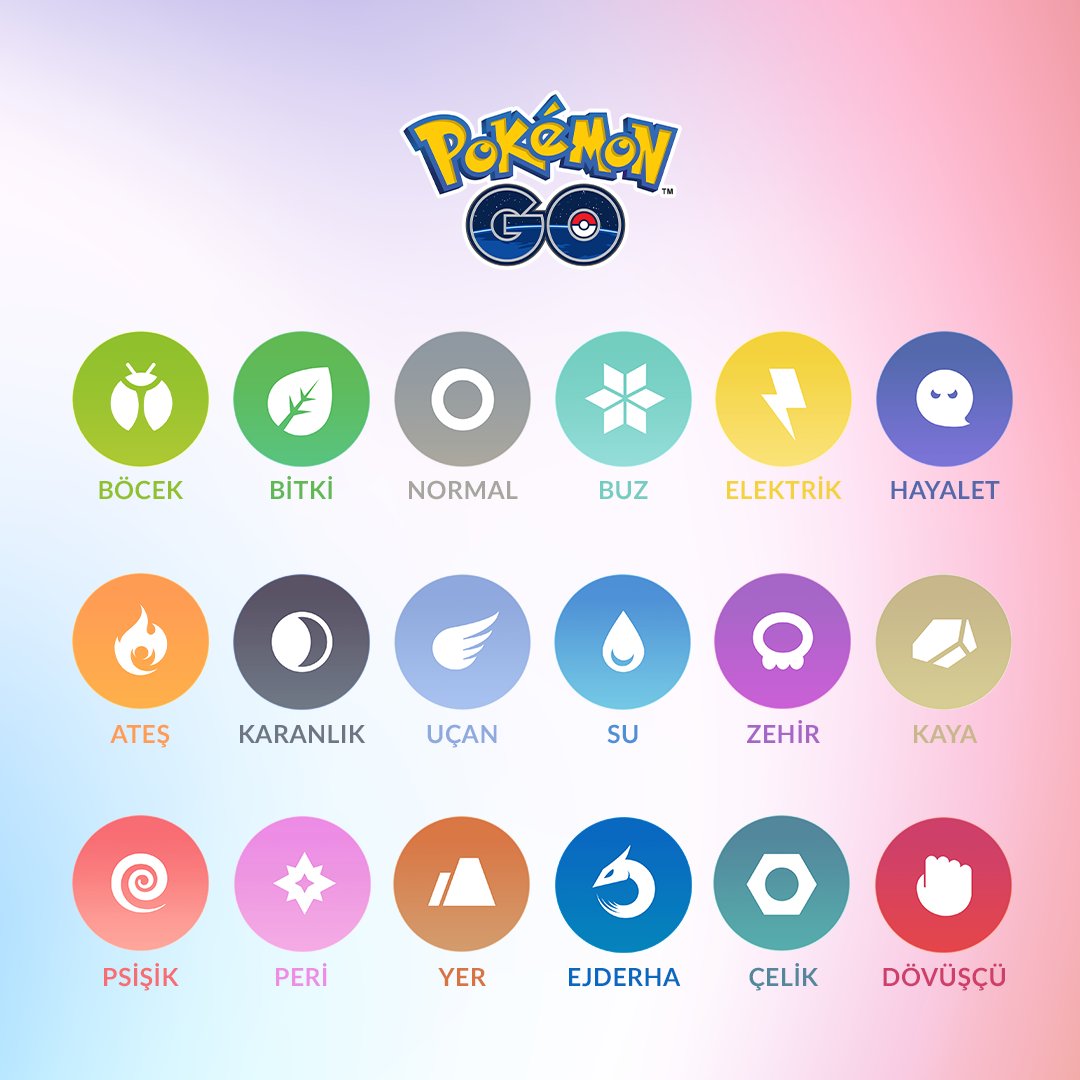 POKÉMON
GO
TM
BÖCEK BİTKİ NORMAL BUZ ELEKTRİK HAYALET
ATEŞ KARANLIK UÇAN SU ZEHİR KAYA
PSİŞİK PERİ YER EJDERHA ÇELİK DÖVÜŞÇÜ